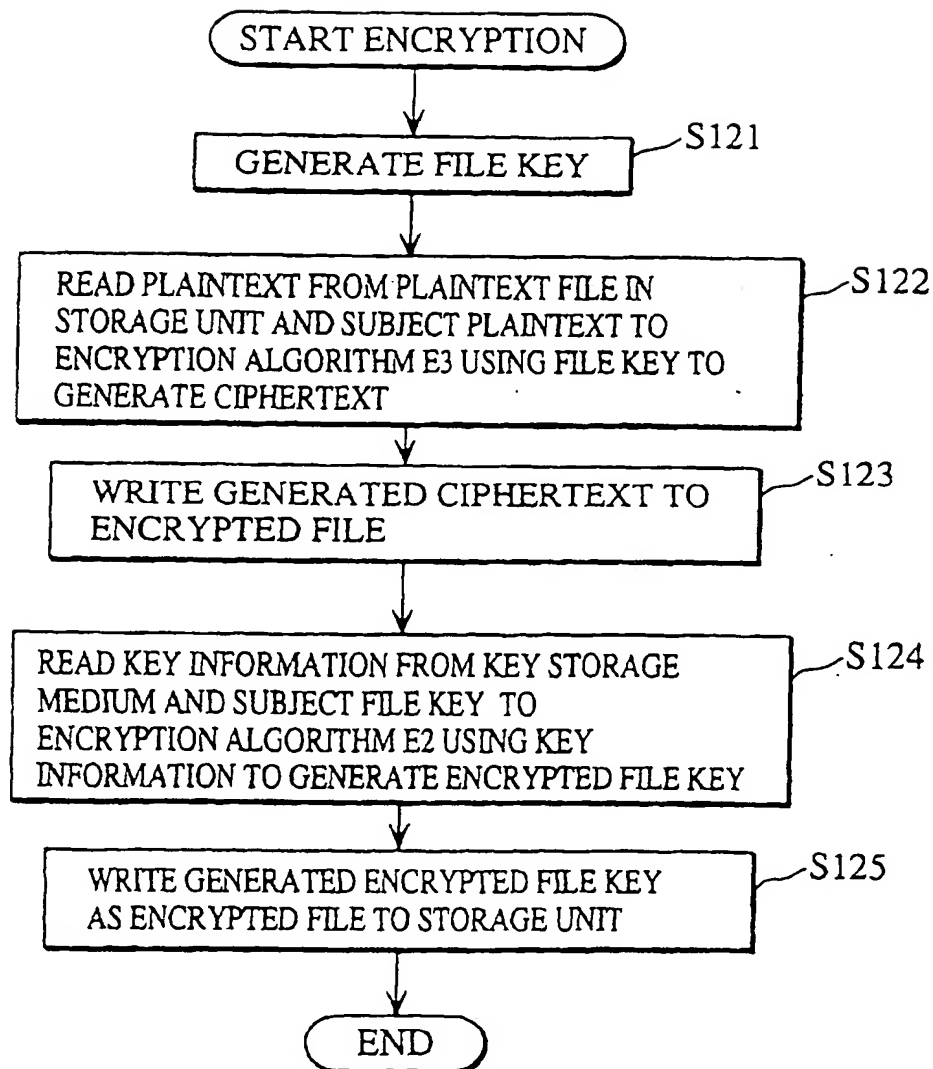 START ENCRYPTION
S121
GENERATE FILE KEY
S122
READ PLAINTEXT FROM PLAINTEXT FILE IN
STORAGE UNIT AND SUBJECT PLAINTEXT TO
ENCRYPTION ALGORITHM E3 USING FILE KEY TO
GENERATE CIPHERTEXT
S123
WRITE GENERATED CIPHERTEXT TO
ENCRYPTED FILE
S124
READ KEY INFORMATION FROM KEY STORAGE
MEDIUM AND SUBJECT FILE KEY TO
ENCRYPTION ALGORITHM E2 USING KEY
INFORMATION TO GENERATE ENCRYPTED FILE KEY
S125
WRITE GENERATED ENCRYPTED FILE KEY
AS ENCRYPTED FILE TO STORAGE UNIT
END